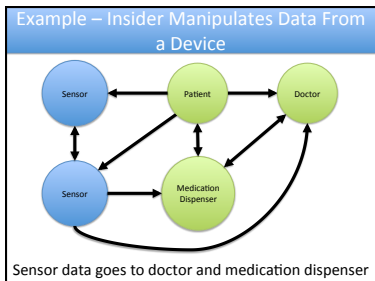 Example – Insider Manipulates Data From
a Device
Sensor
Patient
Doctor
Sensor
Medication
Dispenser
Sensor data goes to doctor and medication dispenser